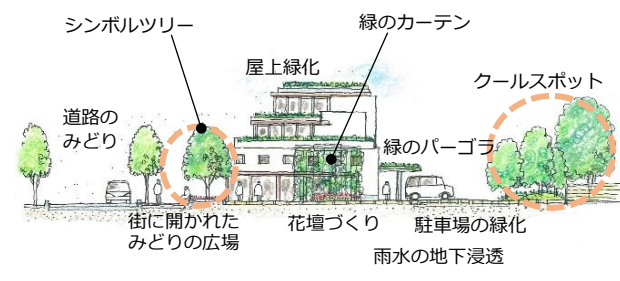 シンボルツリー
緑のカーテン
屋上緑化
クールスポット
道路の
みどり
緑のパーゴラ
街に開かれた
みどりの広場
花壇づくり
駐車場の緑化
雨水の地下浸透